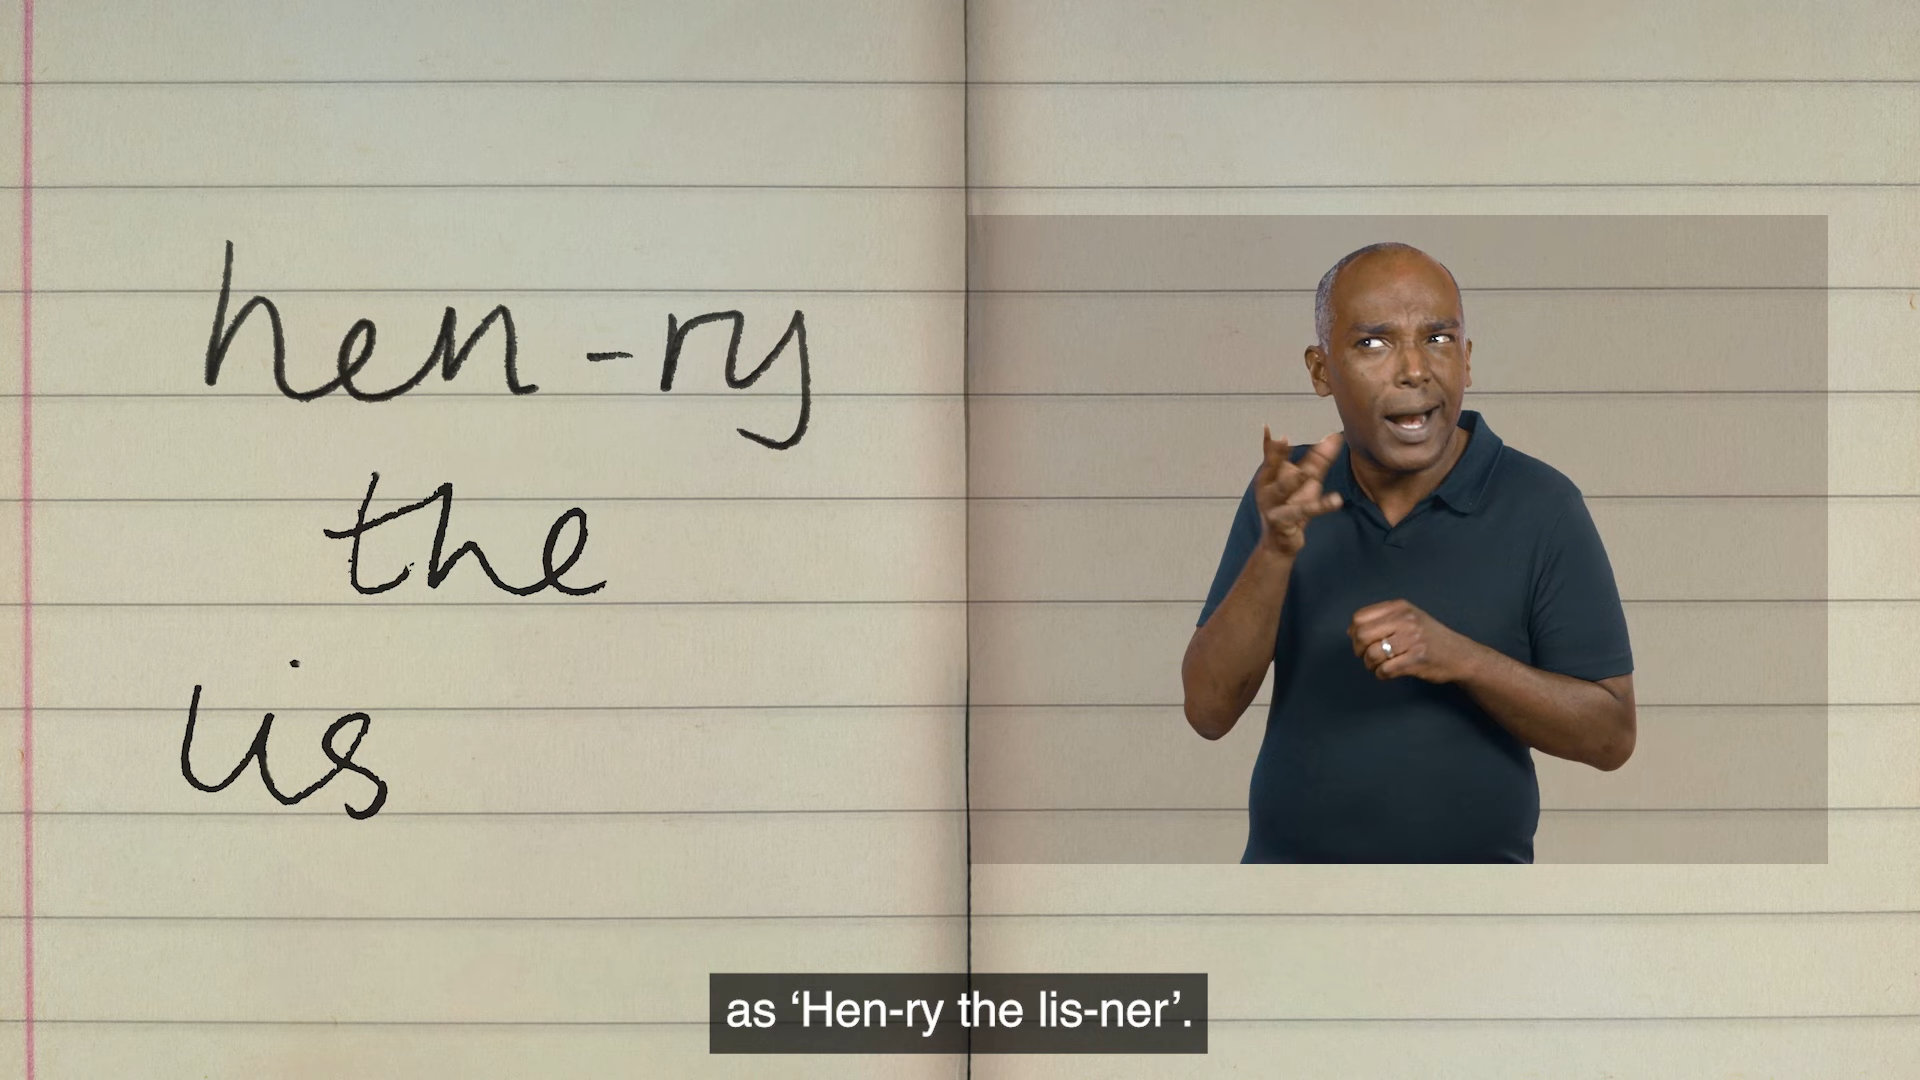 hen-ry
the
lis
as ‘Hen-ry the lis-ner’.